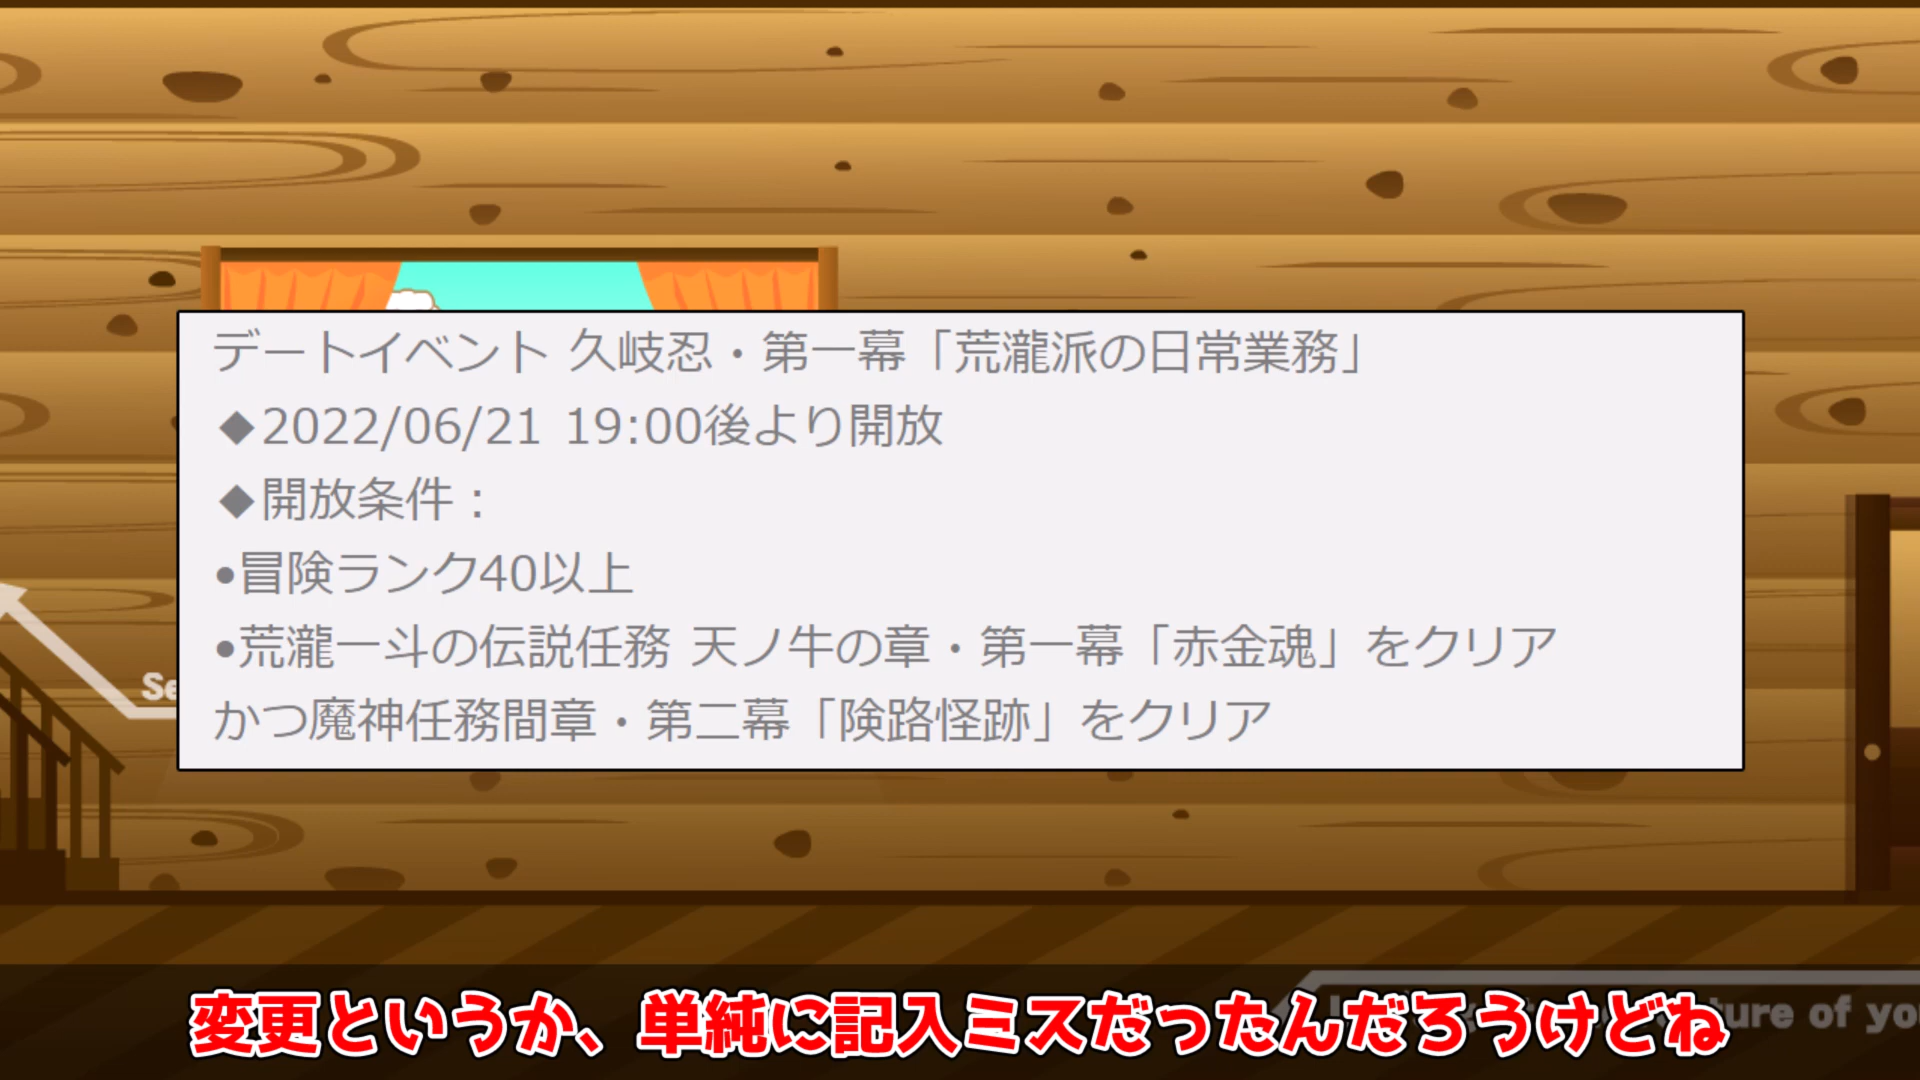 デートイベント 久岐忍・第一幕「荒瀧派の日常業務」
◆2022/06/21 19:00後より開放
◆開放条件：
•冒険ランク40以上
•荒瀧一斗の伝説任務 天ノ牛の章・第一幕「赤金魂」をクリア
かつ魔神任務間章・第二幕「険路怪跡」をクリア
変更というか、単純に記入ミスだったんだろうけどね
of